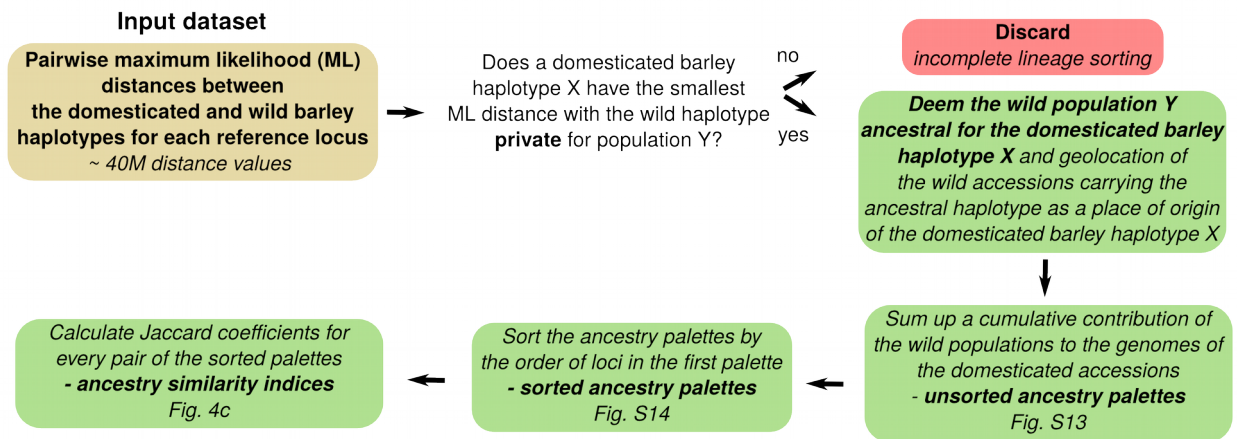 Input dataset
Pairwise maximum likelihood (ML)
distances between
the domesticated and wild barley
haplotypes for each reference locus
~ 40M distance values
Does a domesticated barley
haplotype X have the smallest
ML distance with the wild haplotype
private for population Y?
no
yes
Discard
incomplete lineage sorting
Deem the wild population Y
ancestral for the domesticated barley
haplotype X and geolocation of
the wild accessions carrying the
ancestral haplotype as a place of origin
of the domesticated barley haplotype X
Sum up a cumulative contribution of
the wild populations to the genomes of
the domesticated accessions
- unsorted ancestry palettes
Fig. S13
Sort the ancestry palettes by
the order of loci in the first palette
- sorted ancestry palettes
Fig. S14
Calculate Jaccard coefficients for
every pair of the sorted palettes
- ancestry similarity indices
Fig. 4c